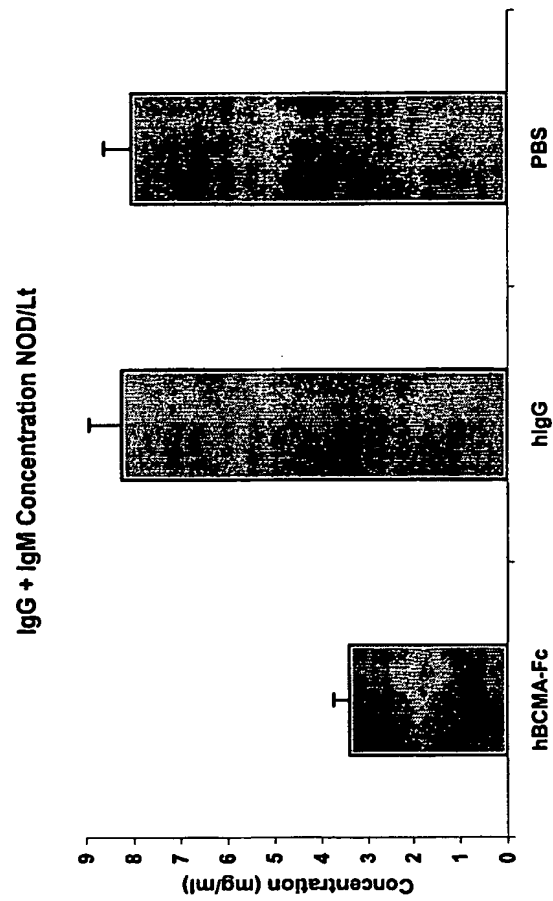 IgG + IgM Concentration NOD/Lt
Concentration (mg/ml)
9
8
7
6
5
4
3
2
1
0
hBCMA-Fc
hIgG
PBS